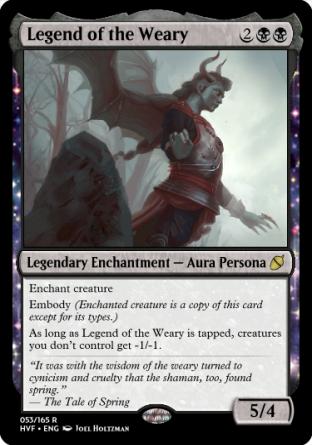 Legend of the Weary 2
Legendary Enchantment — Aura Persona
Enchant creature
Embody (Enchanted creature is a copy of this card
except for its types.)
As long as Legend of the Weary is tapped, creatures
you don't control get -1/-1.
“It was with the wisdom of the weary turned to
cynicism and cruelty that the shaman, too, found
spring.”
— The Tale of Spring
5/4
053/165 R
HVF • ENG Joel Holtzman